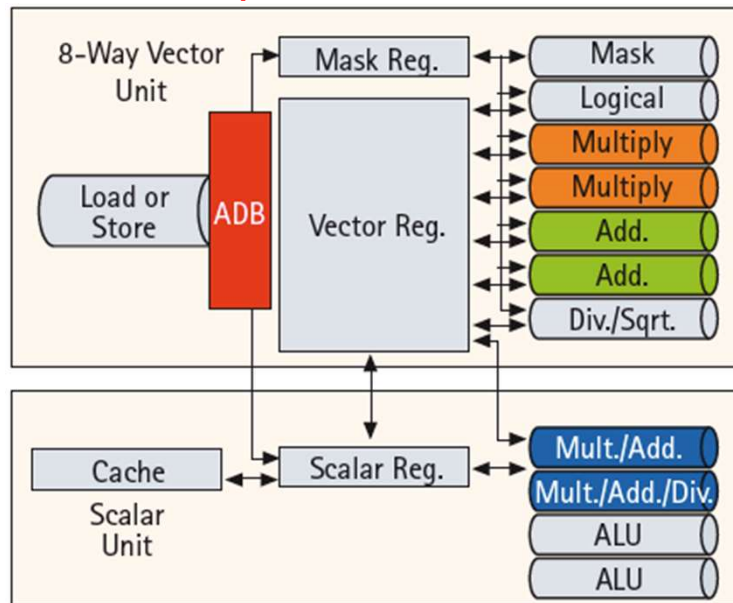 8-Way Vector
Unit
Mask Reg.
Mask
Logical
Multiply
Multiply
Add.
Add.
Div./Sqrt.
Load or
Store
ADB
Vector Reg.
Cache
Scalar
Unit
Scalar Reg.
Mult./Add.
Mult./Add./Div.
ALU
ALU